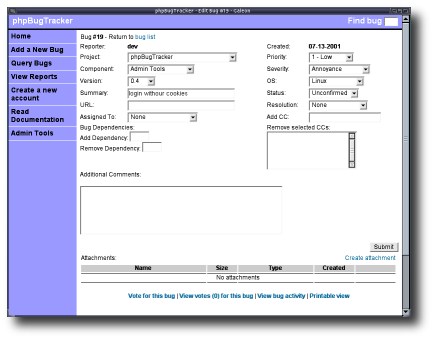 phpBugTracker - Edit Bug #19 - Galeon
phpBugTracker Find bug
Home
Add a New Bug
Query Bugs
View Reports
Create a new
account
Read
Documentation
Admin Tools
Bug #19 - Return to bug list
Reporter: dev Created: 07-13-2001
Project: phpBugTracker Priority: 1 - Low
Component: Admin Tools Severity: Annoyance
Version: 0.4 OS: Linux
Summary: login withour cookies Status: Unconfirmed
URL: Resolution: None
Assigned To: None Add CC:
Bug Dependencies: Remove selected CCs:
Add Dependency:
Remove Dependency:
Additional Comments:
Submit
Attachments: Create attachment
Name Size Type Created
No attachments
Vote for this bug | View votes (0) for this bug | View bug activity | Printable view